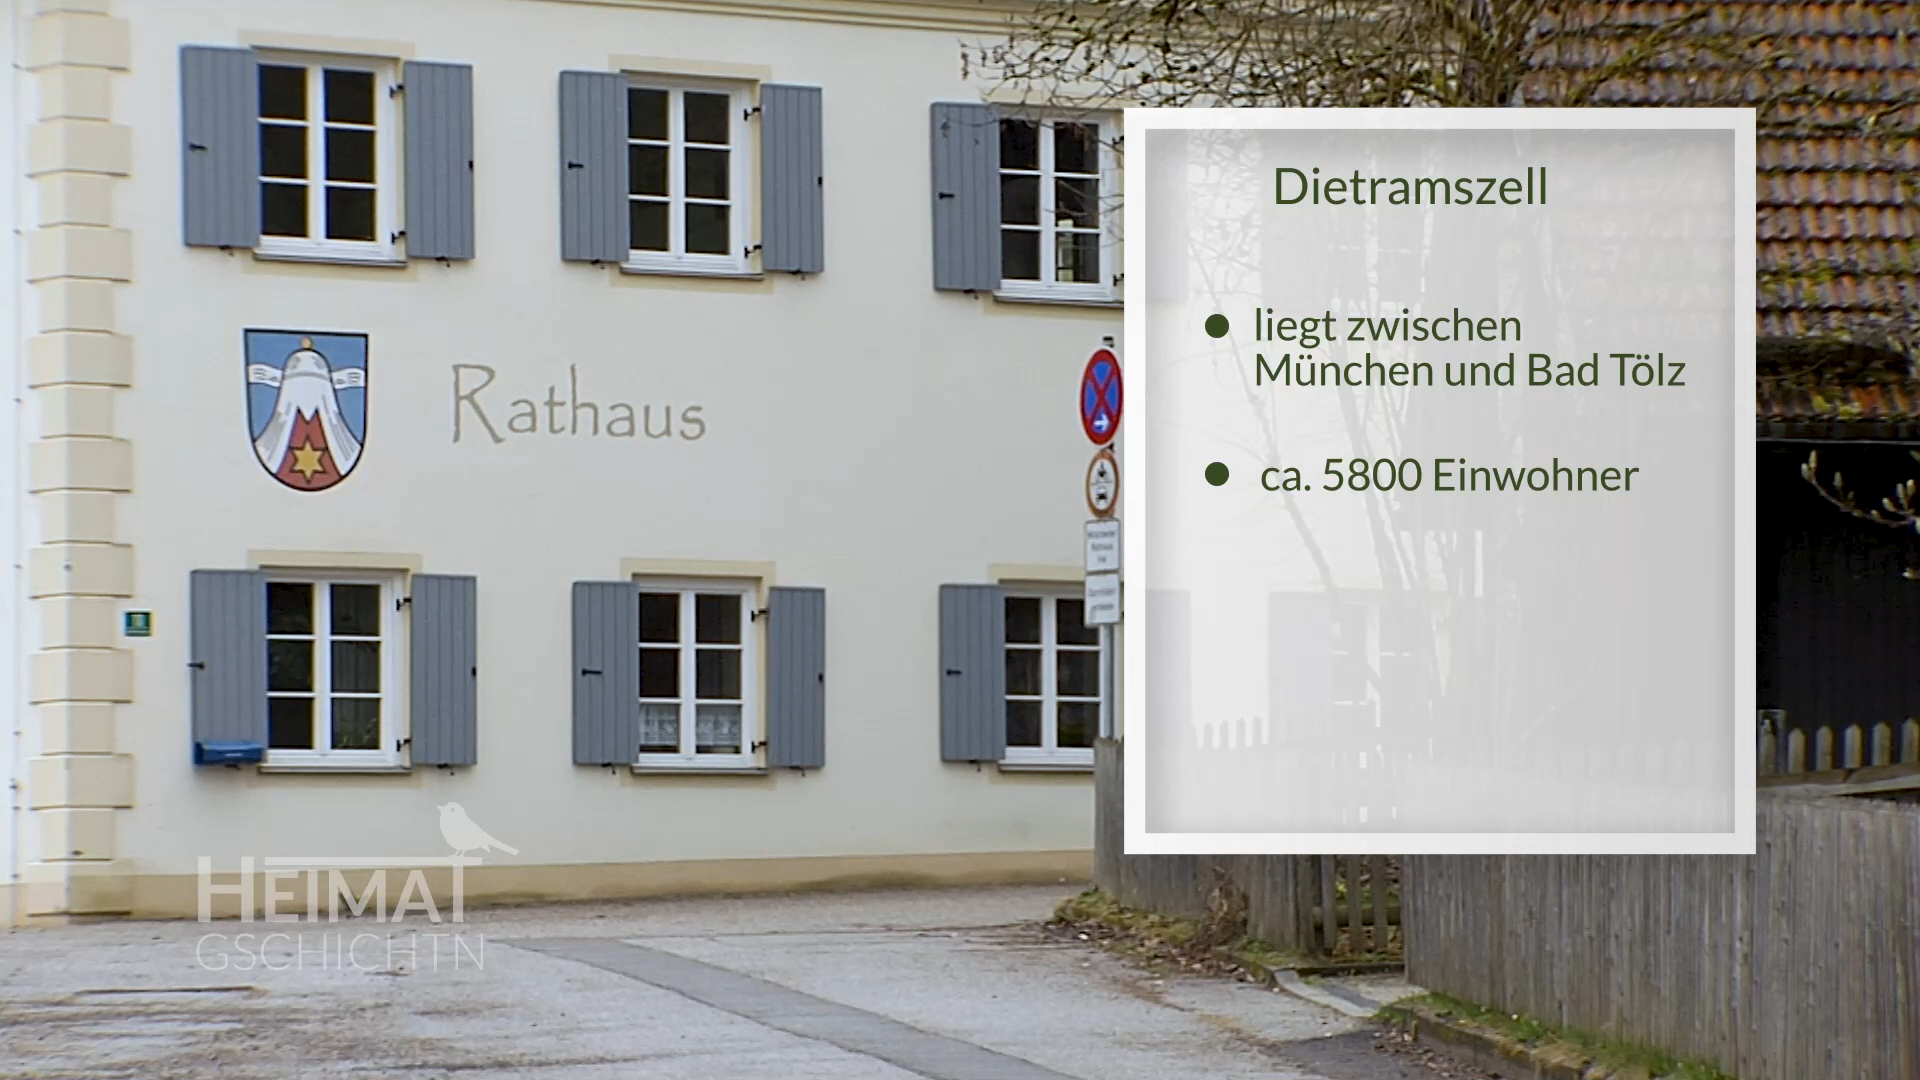 Dietramszell
liegt zwischen
München und Bad Tölz
ca. 5800 Einwohner
Rathaus
HEIMAT
GSCHICHTN